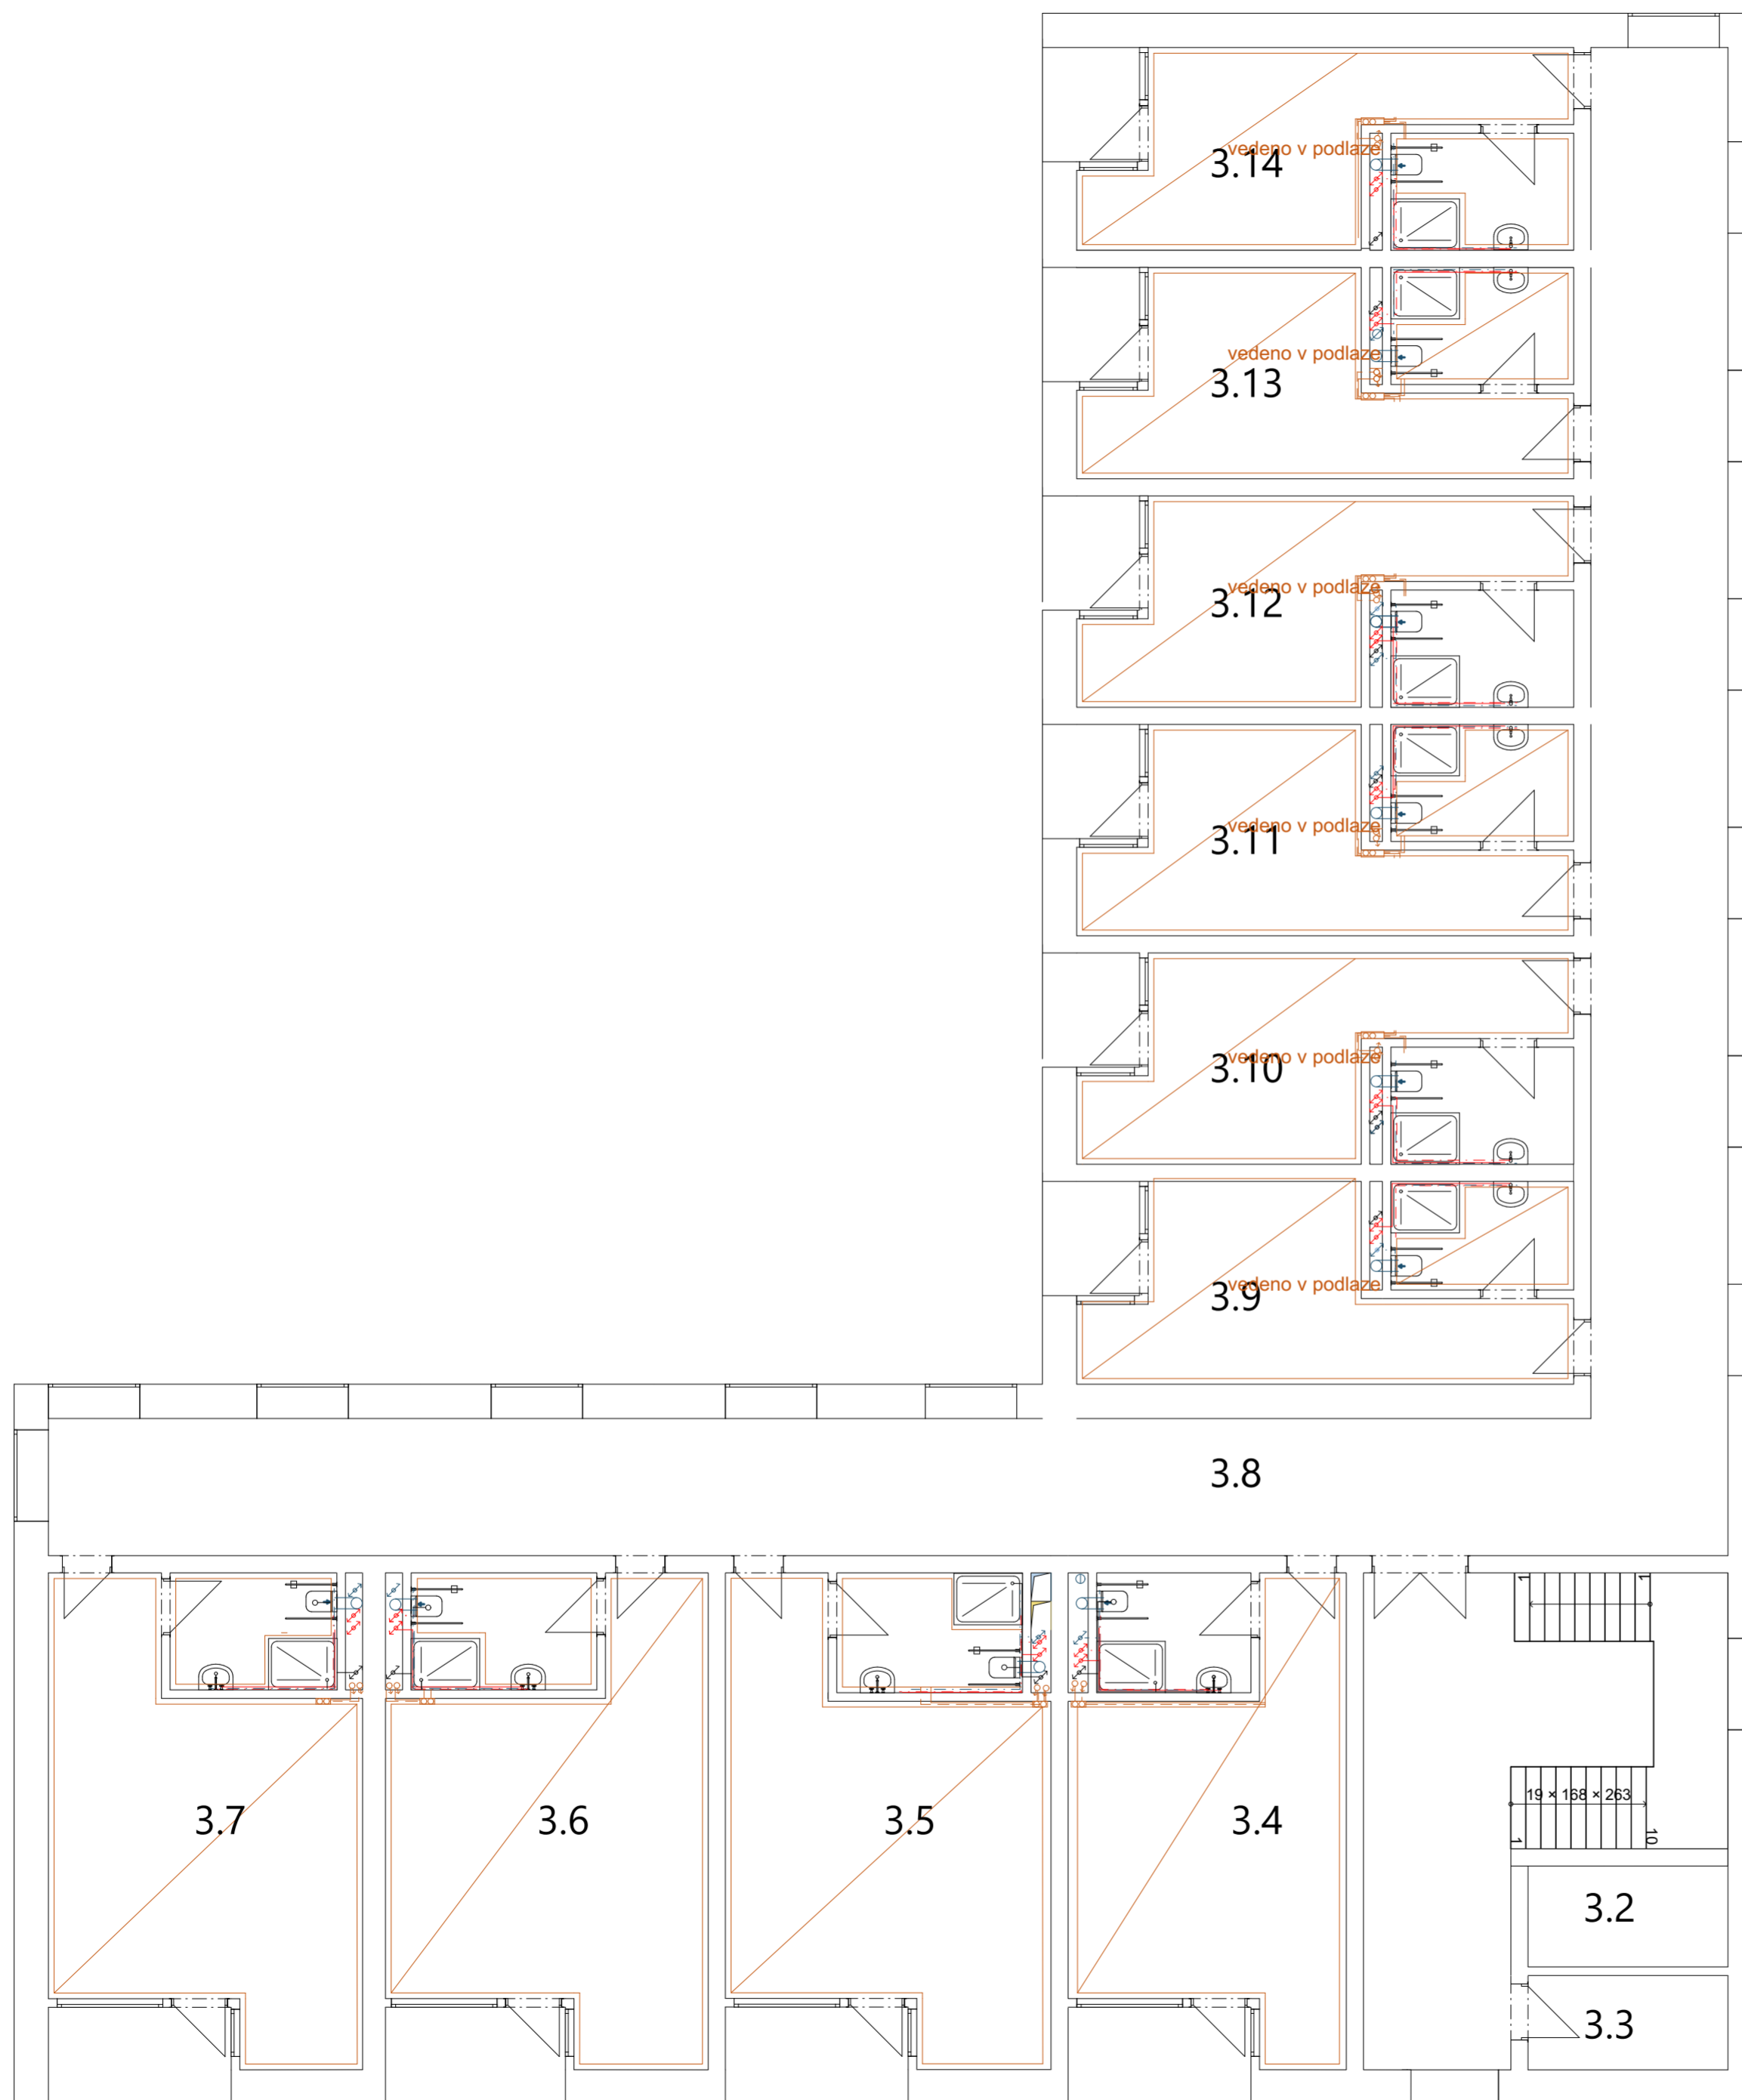 vedeno v podlaze
3.14
vedeno v podlaze
3.13
vedeno v podlaze
3.12
vedeno v podlaze
3.11
vedeno v podlaze
3.10
vedeno v podlaze
3.9
3.8
1 1
3.7 3.6 3.5 3.4
19 × 168 × 263
1 10
3.2
3.3